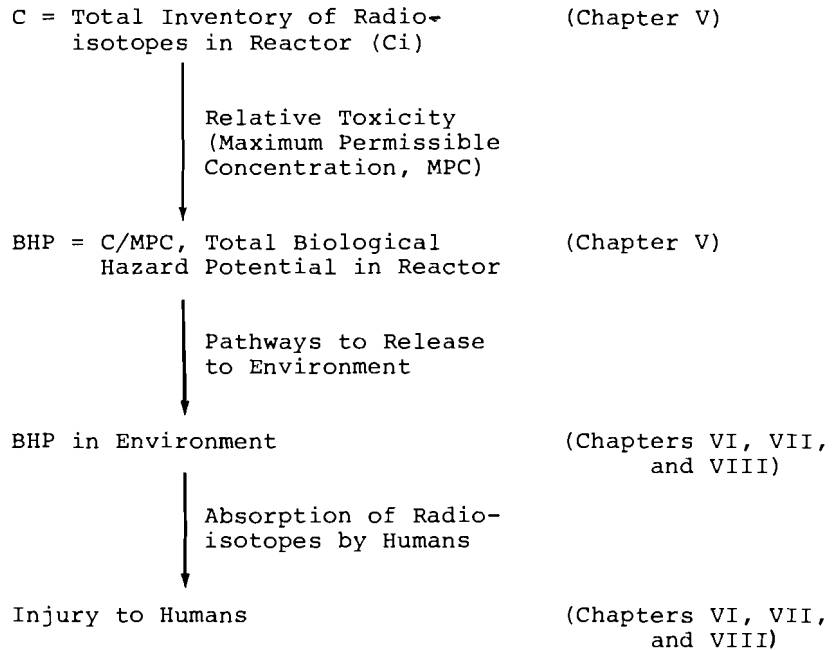 C = Total Inventory of Radio- (Chapter V)
isotopes in Reactor (Ci)
Relative Toxicity
(Maximum Permissible
Concentration, MPC)
BHP = C/MPC, Total Biological (Chapter V)
Hazard Potential in Reactor
Pathways to Release
to Environment
BHP in Environment (Chapters VI, VII,
and VIII)
Absorption of Radio-
isotopes by Humans
Injury to Humans (Chapters VI, VII,
and VIII)